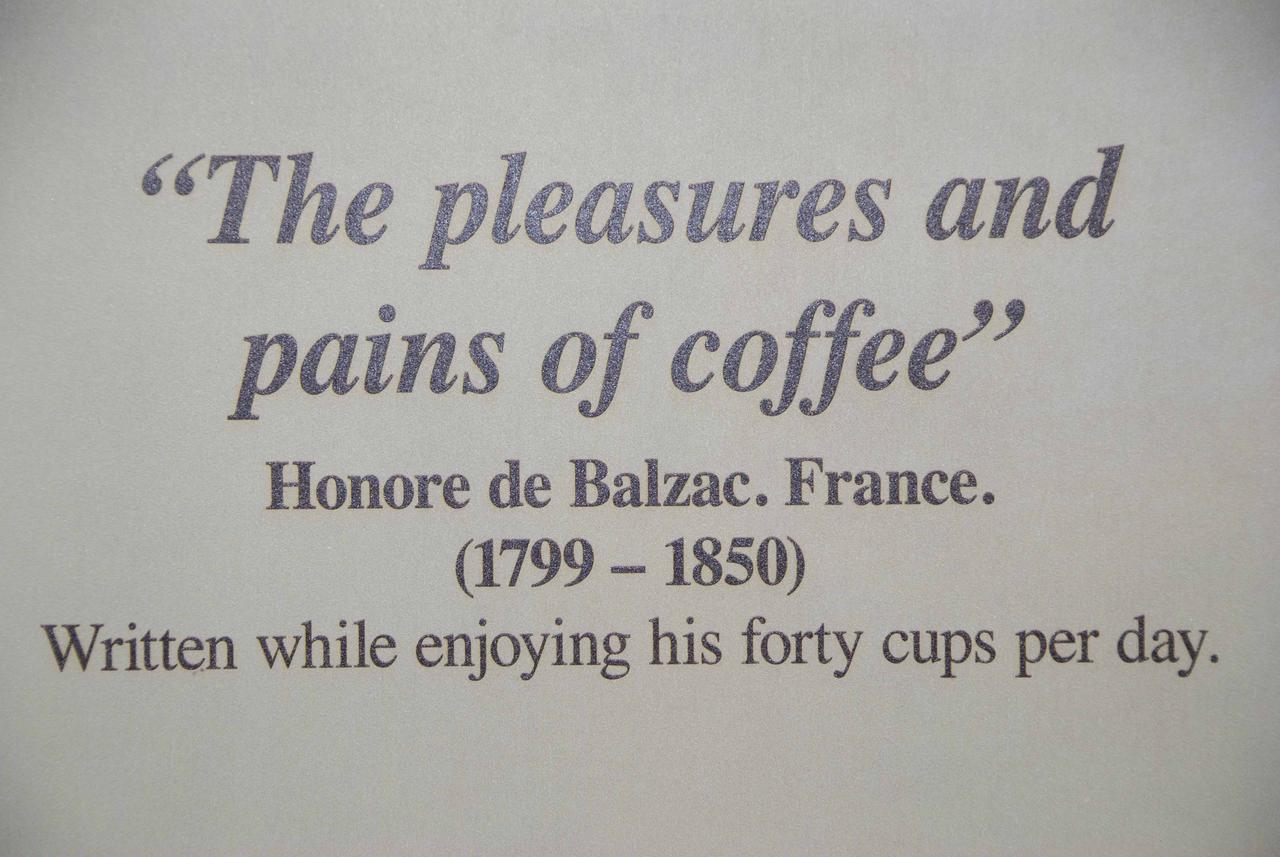 “The pleasures and
pains of coffee”
Honore de Balzac. France.
(1799 – 1850)
Written while enjoying his forty cups per day.